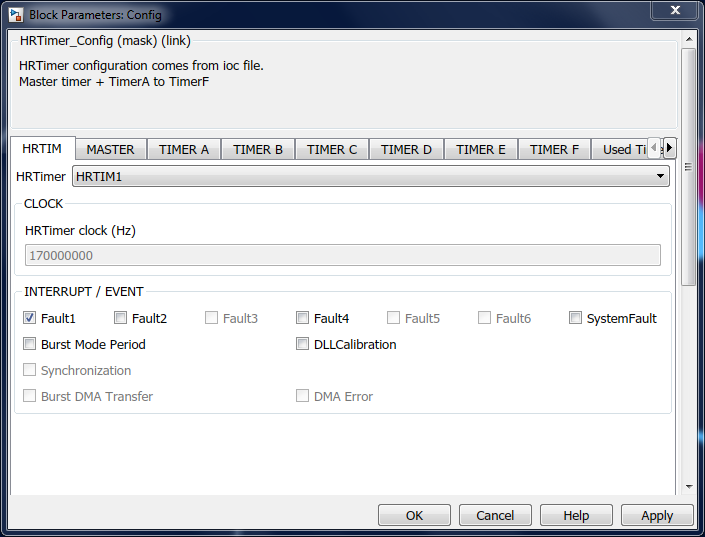 Block Parameters: Config
HRTimer_Config (mask) (link)
HRTimer configuration comes from ioc file.
Master timer + TimerA to TimerF
HRTIM MASTER TIMER A TIMER B TIMER C TIMER D TIMER E TIMER F Used Ti
HRTimer HRTIM1
CLOCK
HRTimer clock (Hz)
170000000
INTERRUPT / EVENT
Fault1 Fault2 Fault3 Fault4 Fault5 Fault6 SystemFault
Burst Mode Period DLLCalibration
Synchronization
Burst DMA Transfer DMA Error
OK Cancel Help Apply